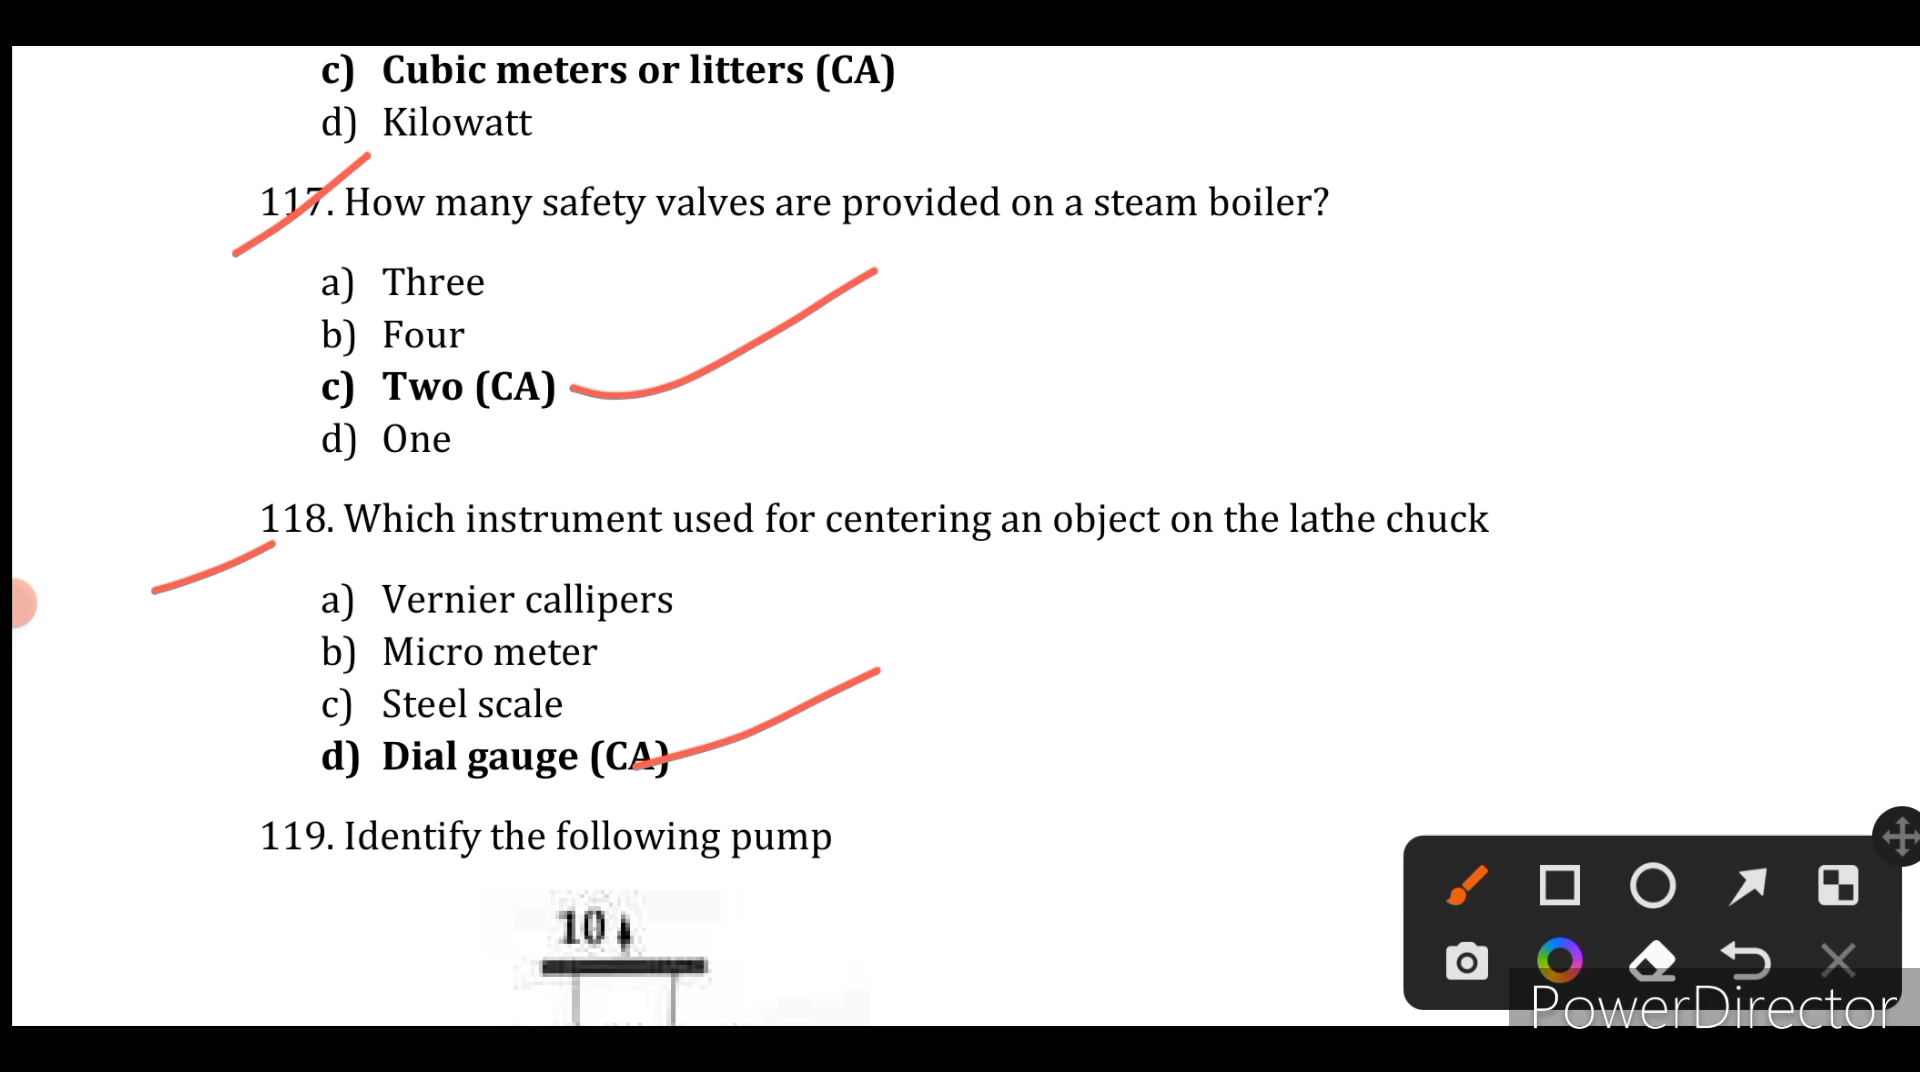 c) Cubic meters or litters (CA)
d) Kilowatt
117. How many safety valves are provided on a steam boiler?
a) Three
b) Four
c) Two (CA)
d) One
118. Which instrument used for centering an object on the lathe chuck
a) Vernier callipers
b) Micro meter
c) Steel scale
d) Dial gauge (CA)
119. Identify the following pump
10
PowerDirector